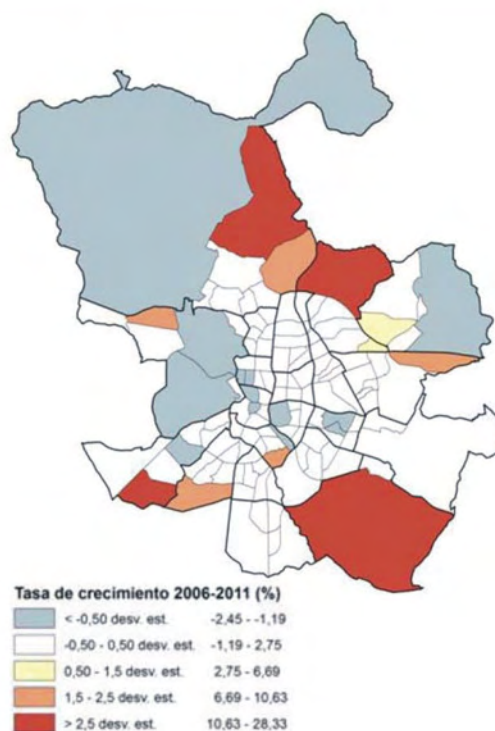 Tasa de crecimiento 2006-2011 (%)
< -0,50 desv. est. -2,45 - -1,19
-0,50 - 0,50 desv. est. -1,19 - 2,75
0,50 - 1,5 desv. est. 2,75 - 6,69
1,5 - 2,5 desv. est. 6,69 - 10,63
> 2,5 desv. est. 10,63 - 28,33